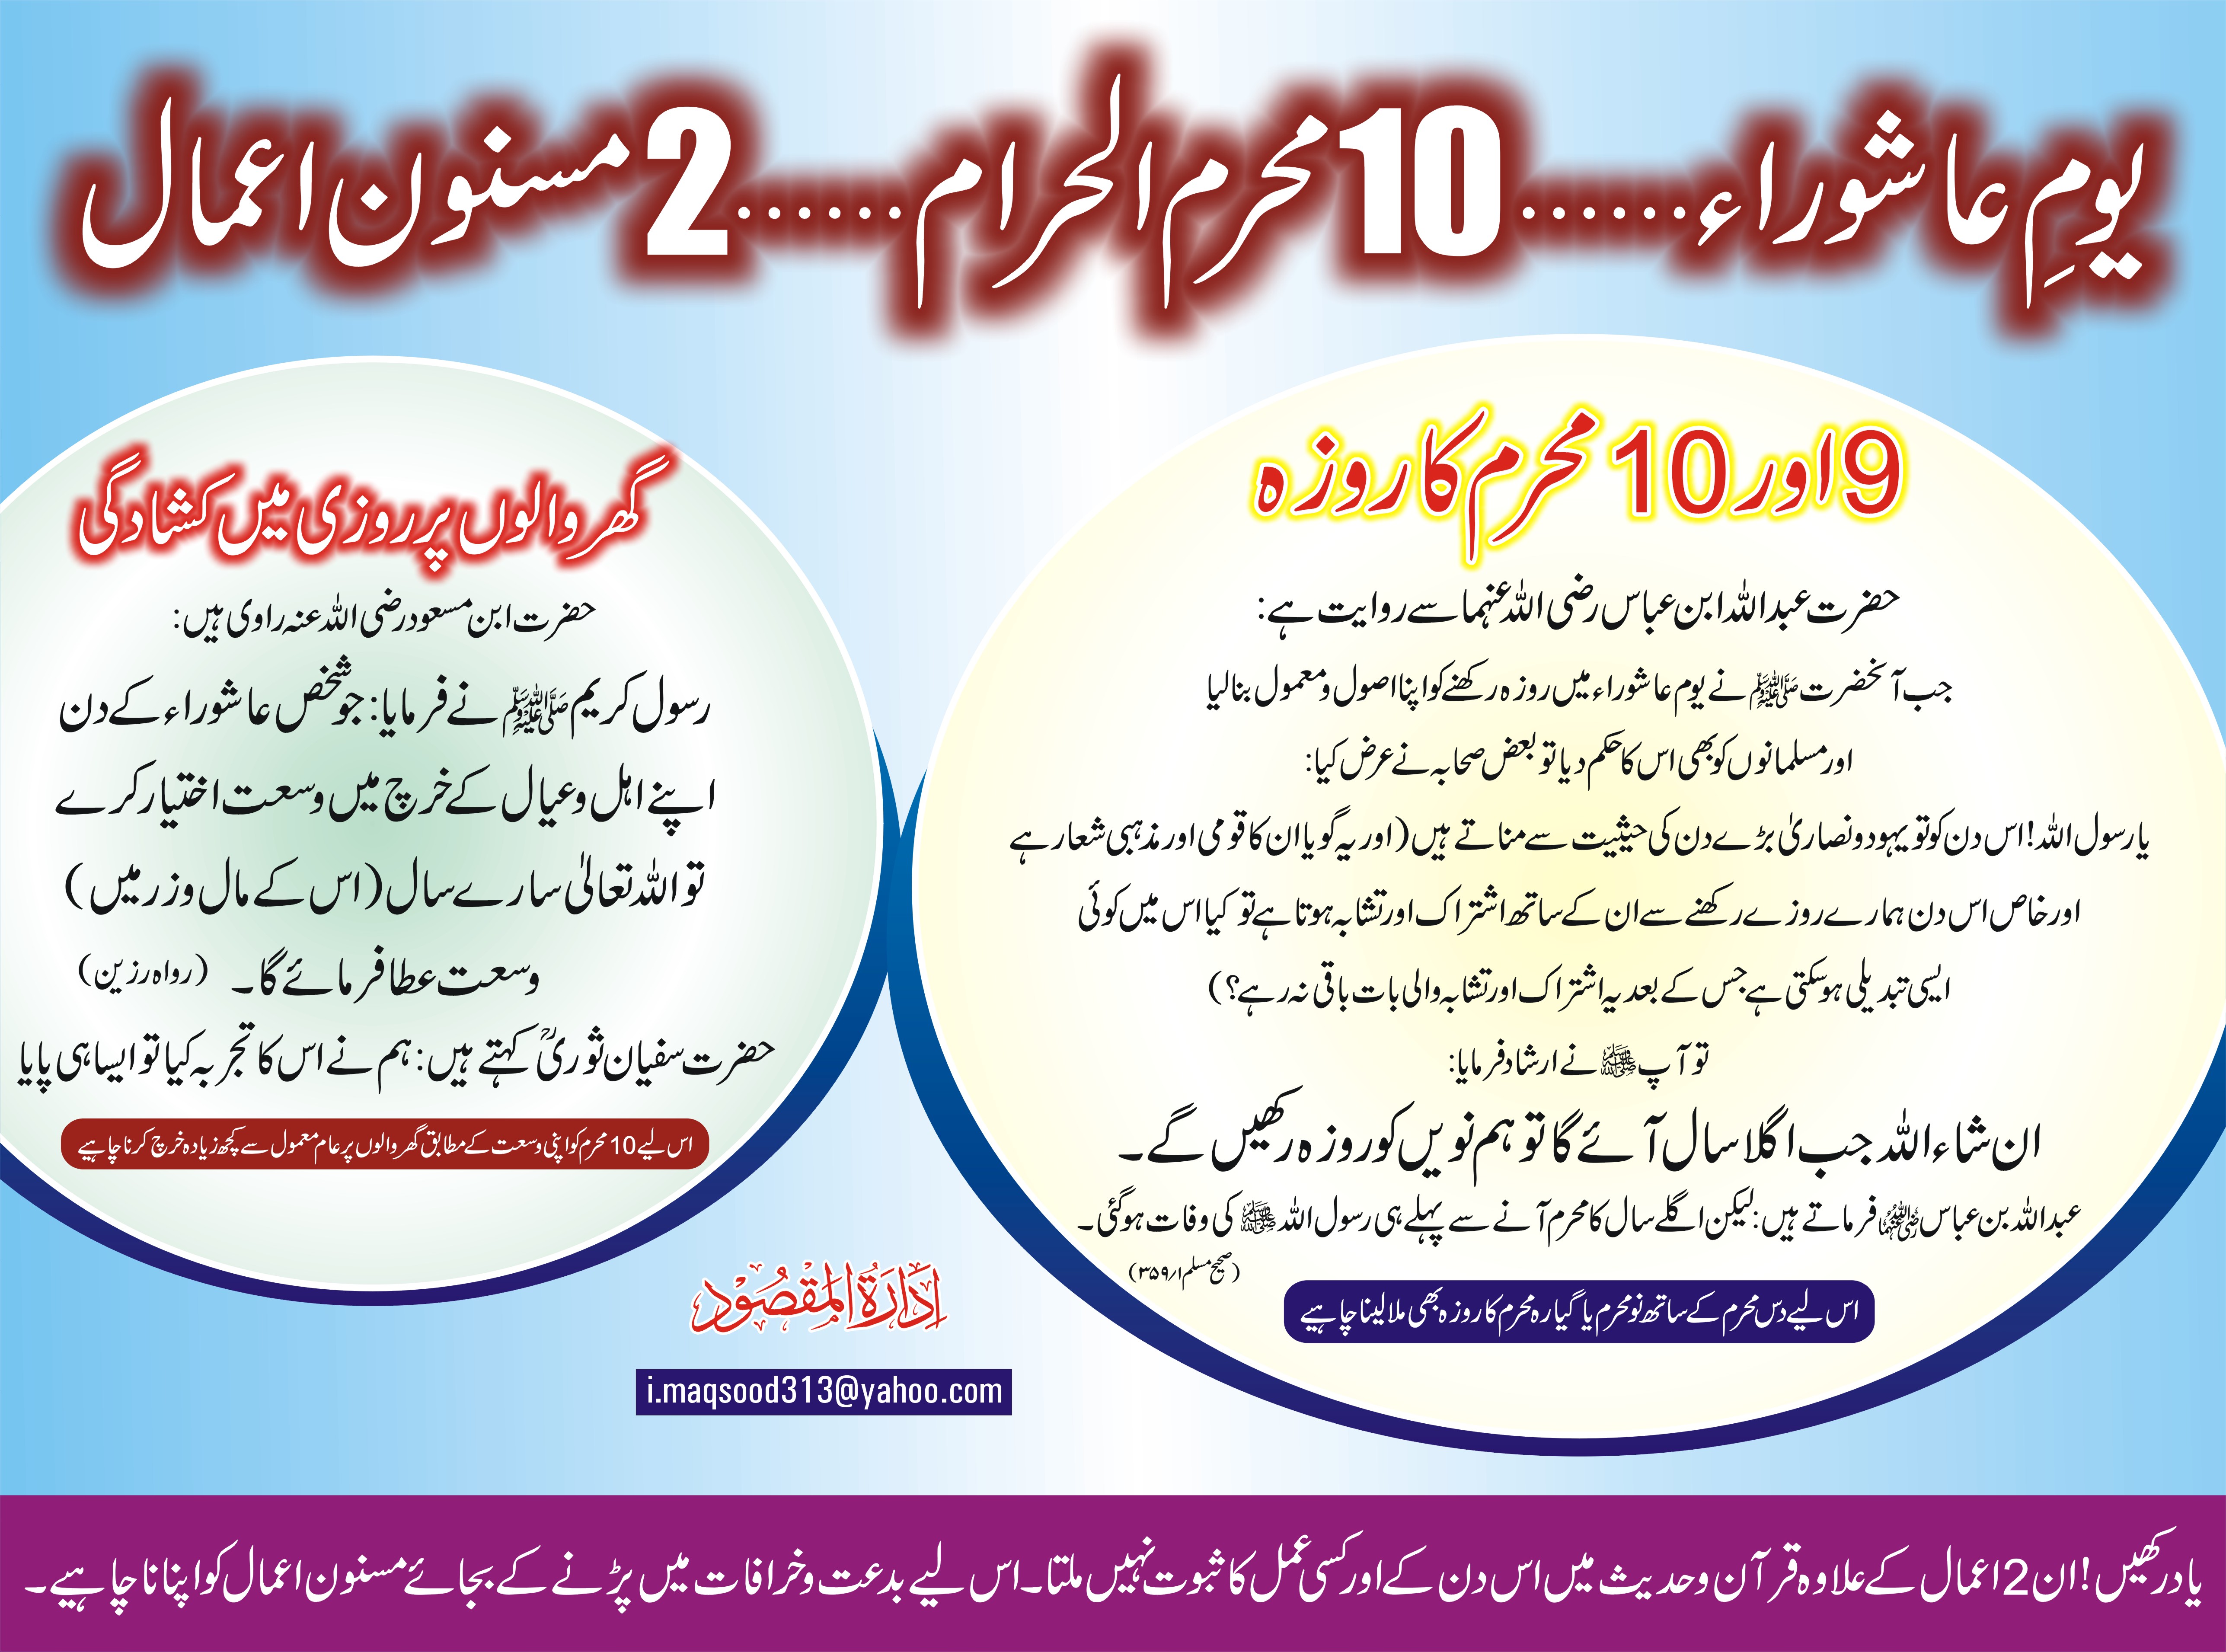 یومِ عاشوراء......10 محرم الحرام......2 مسنون اعمال
9 اور 10 محرم کا روزہ
حضرت عبداللہ ابن عباس رضی اللہ عنہما سے روایت ہے:
جب آنحضرت ﷺ نے یوم عاشوراء میں روزہ رکھنے کو اپنا اصول و معمول بنالیا
اور مسلمانوں کو بھی اس کا حکم دیا تو بعض صحابہ نے عرض کیا:
یا رسول اللہ! اس دن کو تو یہود و نصاریٰ بڑے دن کی حیثیت سے مناتے ہیں (اور یہ گویا ان کا قومی اور مذہبی شعار ہے
اور خاص اس دن ہمارے روزے رکھنے سے ان کے ساتھ اشتراک اور تشابہ ہوتا ہے تو کیا اس میں کوئی
ایسی تبدیلی ہوسکتی ہے جس کے بعد یہ اشتراک اور تشابہ والی بات باقی نہ رہے؟)
تو آپ ﷺ نے ارشاد فرمایا:
ان شاء اللہ جب اگلا سال آئے گا تو ہم نویں کو روزہ رکھیں گے۔
عبداللہ بن عباس رضی اللہ عنہما فرماتے ہیں: لیکن اگلے سال کا محرم آنے سے پہلے ہی رسول اللہ ﷺ کی وفات ہوگئی۔
(صحیح مسلم ۱/۳۵۹)
اس لیے دس محرم کے ساتھ نو محرم یا گیارہ محرم کا روزہ بھی ملا لینا چاہیے
گھر والوں پر روزی میں کشادگی
حضرت ابن مسعود رضی اللہ عنہ راوی ہیں:
رسول کریم ﷺ نے فرمایا: جو شخص عاشوراء کے دن
اپنے اہل و عیال کے خرچ میں وسعت اختیار کرے
تو اللہ تعالیٰ سارے سال (اس کے مال و زر میں)
وسعت عطا فرمائے گا۔ (رواہ رزین)
حضرت سفیان ثوریؒ کہتے ہیں: ہم نے اس کا تجربہ کیا تو ایسا ہی پایا
اس لیے 10 محرم کو اپنی وسعت کے مطابق گھر والوں پر عام معمول سے کچھ زیادہ خرچ کرنا چاہیے
اِدَارَۃُ الْمَقْصُوْد
i.maqsood313@yahoo.com
یاد رکھیں! ان 2 اعمال کے علاوہ قرآن و حدیث میں اس دن کے اور کسی عمل کا ثبوت نہیں ملتا۔ اس لیے بدعت و خرافات میں پڑنے کے بجائے مسنون اعمال کو اپنانا چاہیے۔